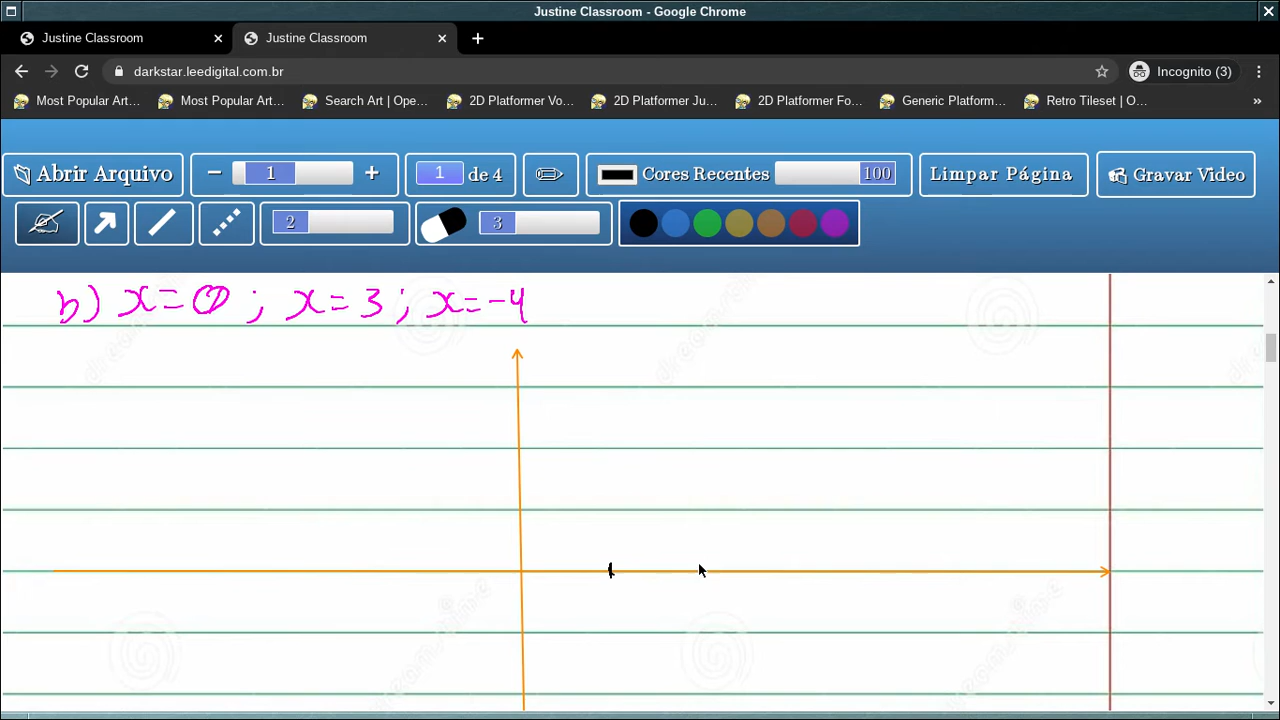 Justine Classroom - Google Chrome
Justine Classroom
Justine Classroom
darkstar.leedigital.com.br
Incognito (3)
Most Popular Art...
Most Popular Art...
Search Art | Ope...
2D Platformer Vo...
2D Platformer Ju...
2D Platformer Fo...
Generic Platform...
Retro Tileset | O...
»
Abrir Arquivo
− 1 +
1 de 4
Cores Recentes 100
Limpar Página
Gravar Video
2
3
b) x = 0 ; x = 3 ; x = -4
dreamstime